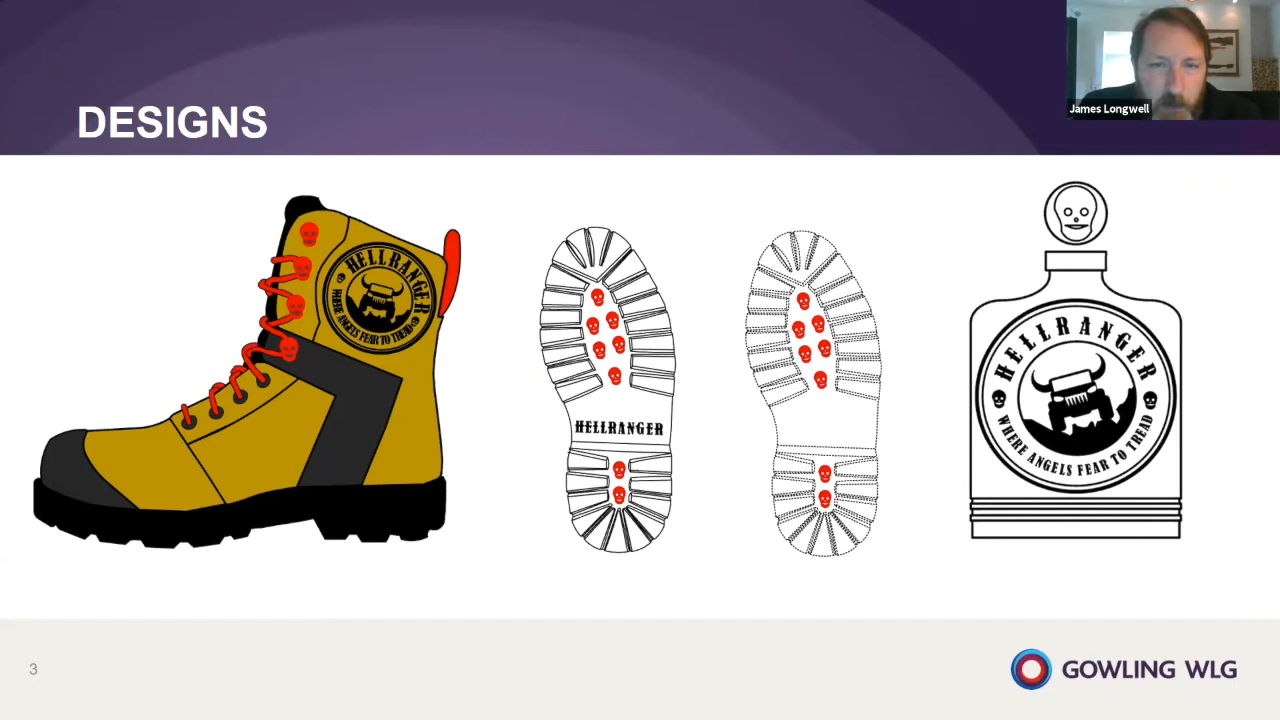 James Longwell
DESIGNS
HELLRANGER
WHERE ANGELS FEAR TO TREAD
HELLRANGER
HELLRANGER
WHERE ANGELS FEAR TO TREAD
3
GOWLING WLG